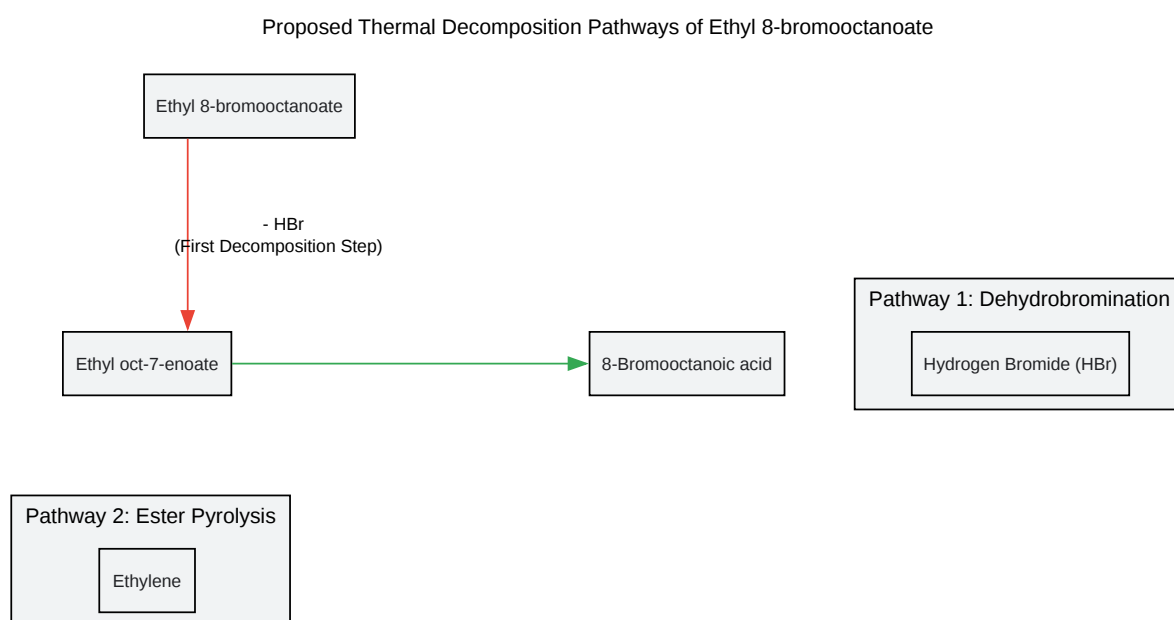 Proposed Thermal Decomposition Pathways of Ethyl 8-bromooctanoate
Ethyl 8-bromooctanoate
- HBr
(First Decomposition Step)
Pathway 1: Dehydrobromination
Ethyl oct-7-enoate
8-Bromooctanoic acid
Hydrogen Bromide (HBr)
Pathway 2: Ester Pyrolysis
Ethylene